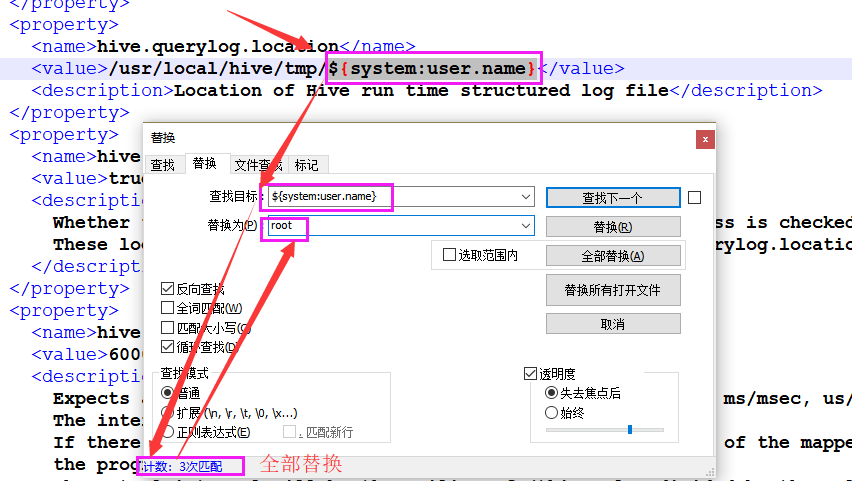 </property>
<property>
<name>hive.querylog.location</name>
<value>/usr/local/hive/tmp/${system:user.name}</value>
<description>Location of Hive run time structured log file</description>
</property>
<property>
<name>hive
<value>tru
<descriptio
Whether
ss is checked
These lo
rylog.locatio
</descripti
</property>
<property>
<name>hive
<value>6000
<descriptio
Expects
ms/msec, us/
The inte
If there
of the mappe
the prog
替换
x
查找
替换
文件查找
标记
查找目标:
${system:user.name}
查找下一个
替换为(P):
root
替换(R)
选取范围内
全部替换(A)
替换所有打开文件
取消
反向查找
全词匹配(W)
匹配大小写(C)
循环查找(D)
查找模式
普通
扩展 (\n, \r, \t, \0, \x...)
正则表达式(E)
. 匹配新行
透明度
失去焦点后
始终
计数: 3次匹配
全部替换